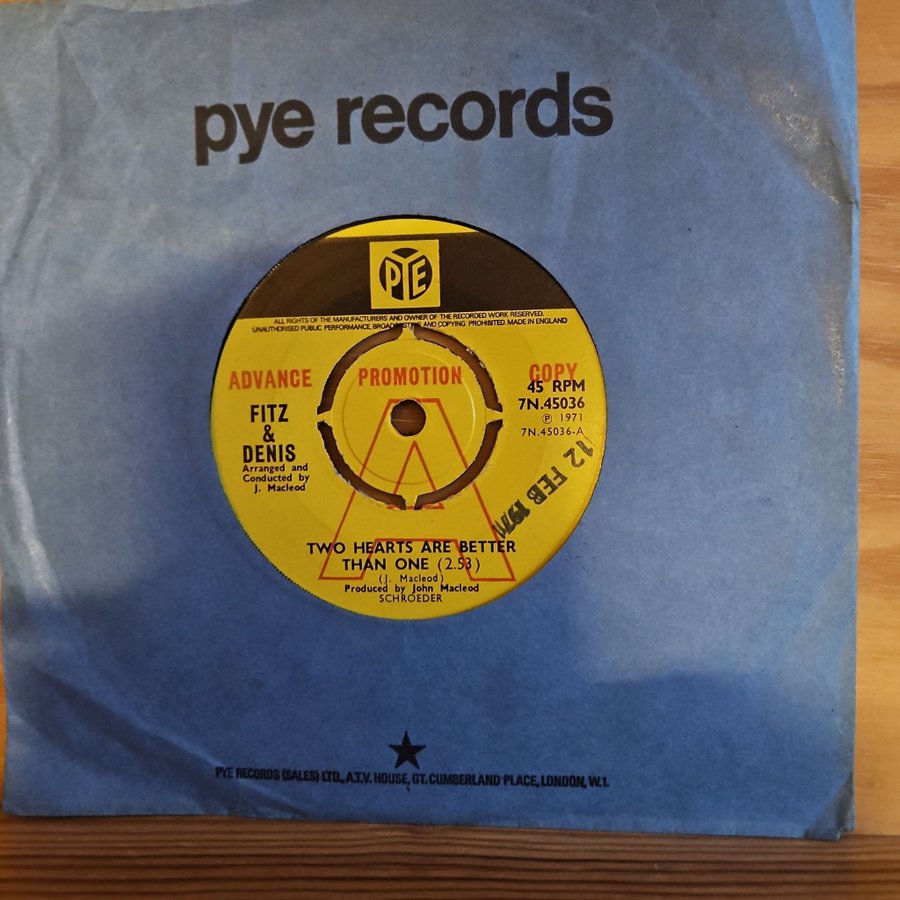 pye records
PYE
ALL RIGHTS OF THE MANUFACTURERS AND OWNER OF THE RECORDED WORK RESERVED.
UNAUTHORISED PUBLIC PERFORMANCE, BROADCASTING AND COPYING PROHIBITED. MADE IN ENGLAND
ADVANCE PROMOTION COPY
45 RPM
7N.45036
℗ 1971
7N.45036-A
FITZ
&
DENIS
Arranged and
Conducted by
J. Macleod
A
12 FEB 1971
TWO HEARTS ARE BETTER
THAN ONE (2.53)
(J. Macleod)
Produced by John Macleod
SCHROEDER
PYE RECORDS (SALES) LTD., A.T.V. HOUSE, GT. CUMBERLAND PLACE, LONDON, W.1.